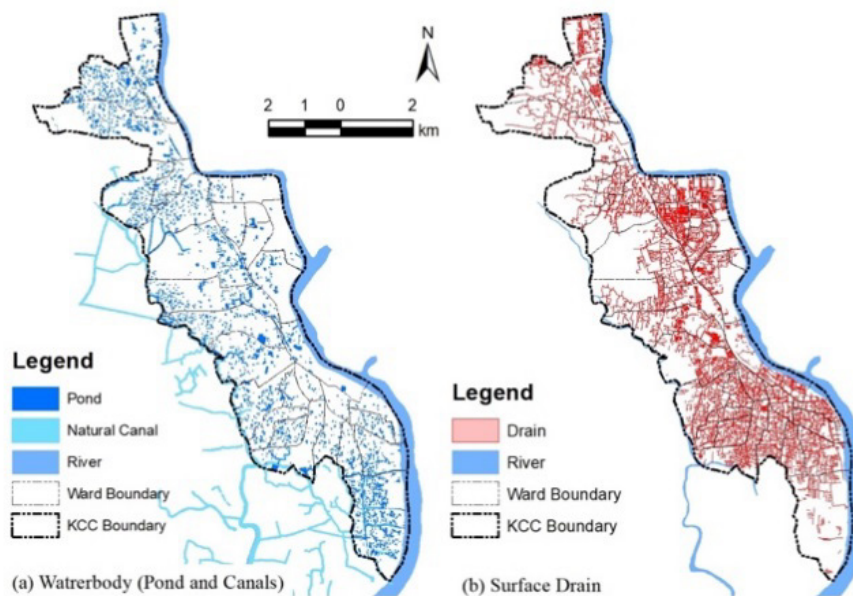 N
2 1 0 2
km
Legend
Pond
Natural Canal
River
Ward Boundary
KCC Boundary
(a) Watrerbody (Pond and Canals)
Legend
Drain
River
Ward Boundary
KCC Boundary
(b) Surface Drain